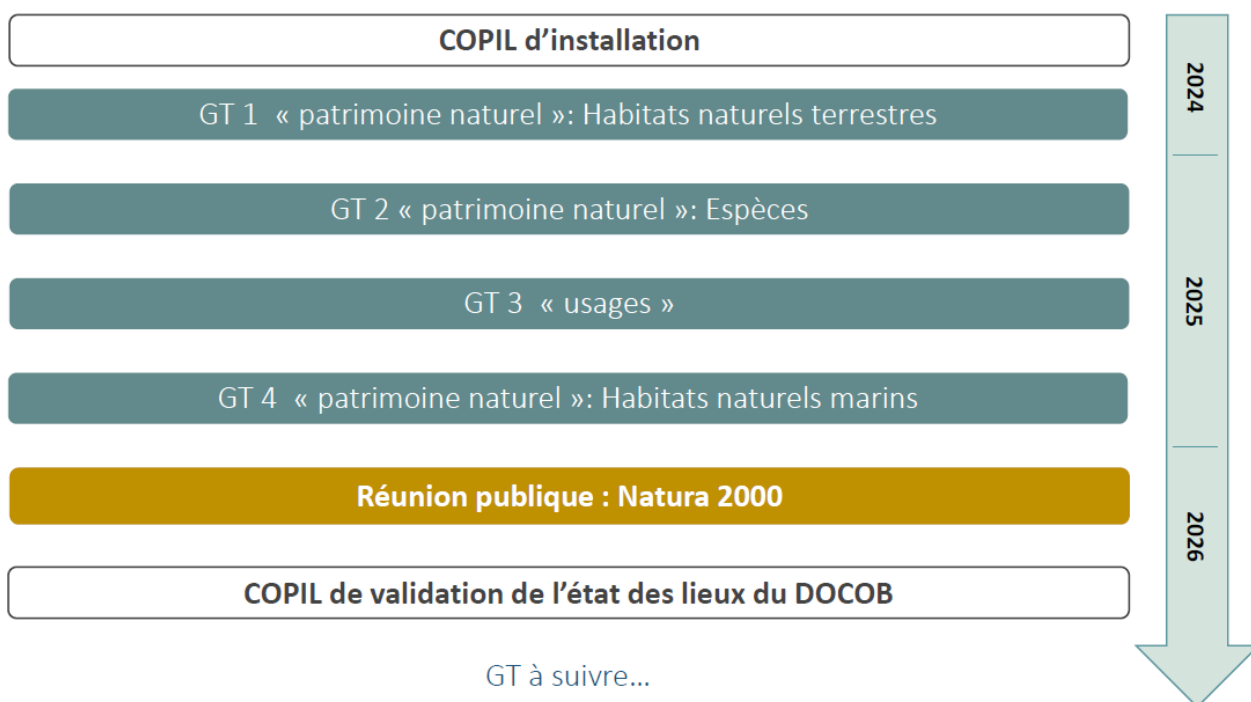 COPIL d’installation
GT 1 « patrimoine naturel »: Habitats naturels terrestres
GT 2 « patrimoine naturel »: Espèces
GT 3 « usages »
GT 4 « patrimoine naturel »: Habitats naturels marins
Réunion publique : Natura 2000
COPIL de validation de l’état des lieux du DOCOB
GT à suivre...
2024
2025
2026